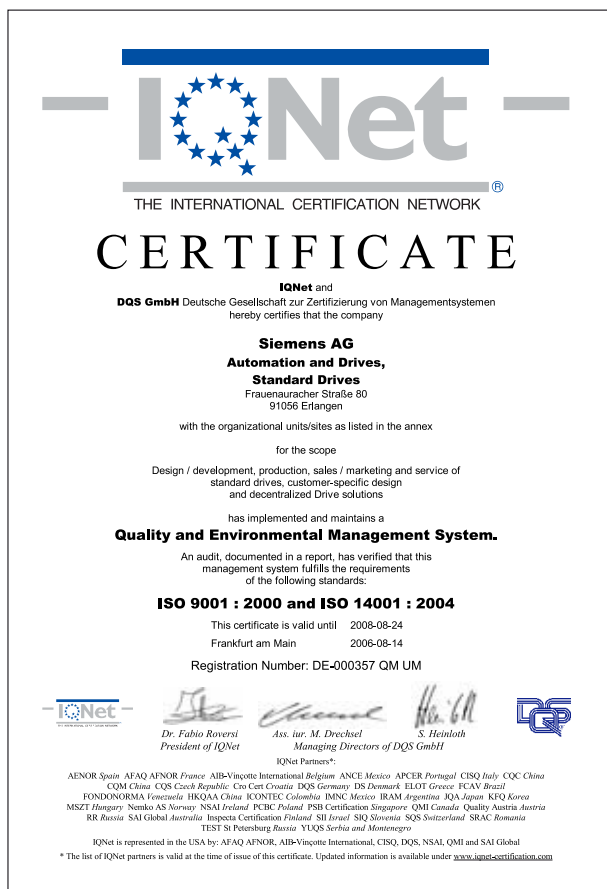 IQNet
®
THE INTERNATIONAL CERTIFICATION NETWORK
CERTIFICATE
IQNet and
DQS GmbH Deutsche Gesellschaft zur Zertifizierung von Managementsystemen
hereby certifies that the company
Siemens AG
Automation and Drives,
Standard Drives
Frauenauracher Straße 80
91056 Erlangen
with the organizational units/sites as listed in the annex
for the scope
Design / development, production, sales / marketing and service of
standard drives, customer-specific design
and decentralized Drive solutions
has implemented and maintains a
Quality and Environmental Management System.
An audit, documented in a report, has verified that this
management system fulfills the requirements
of the following standards:
ISO 9001 : 2000 and ISO 14001 : 2004
This certificate is valid until 2008-08-24
Frankfurt am Main 2006-08-14
Registration Number: DE-000357 QM UM
IQNet
DQS
Dr. Fabio Roversi Ass. iur. M. Drechsel S. Heinloth
President of IQNet Managing Directors of DQS GmbH
IQNet Partners*:
AENOR Spain AFAQ AFNOR France AIB-Vinçotte International Belgium ANCE Mexico APCER Portugal CISQ Italy CQC China
CQM China CQS Czech Republic Cro Cert Croatia DQS Germany DS Denmark ELOT Greece FCAV Brazil
FONDONORMA Venezuela HKQAA China ICONTEC Colombia IMNC Mexico IRAM Argentina JQA Japan KFQ Korea
MSZT Hungary Nemko AS Norway NSAI Ireland PCBC Poland PSB Certification Singapore QMI Canada Quality Austria Austria
RR Russia SAI Global Australia Inspecta Certification Finland SII Israel SIQ Slovenia SQS Switzerland SRAC Romania
TEST St Petersburg Russia YUQS Serbia and Montenegro
IQNet is represented in the USA by: AFAQ AFNOR, AIB-Vinçotte International, CISQ, DQS, NSAI, QMI and SAI Global
* The list of IQNet partners is valid at the time of issue of this certificate. Updated information is available under www.iqnet-certification.com